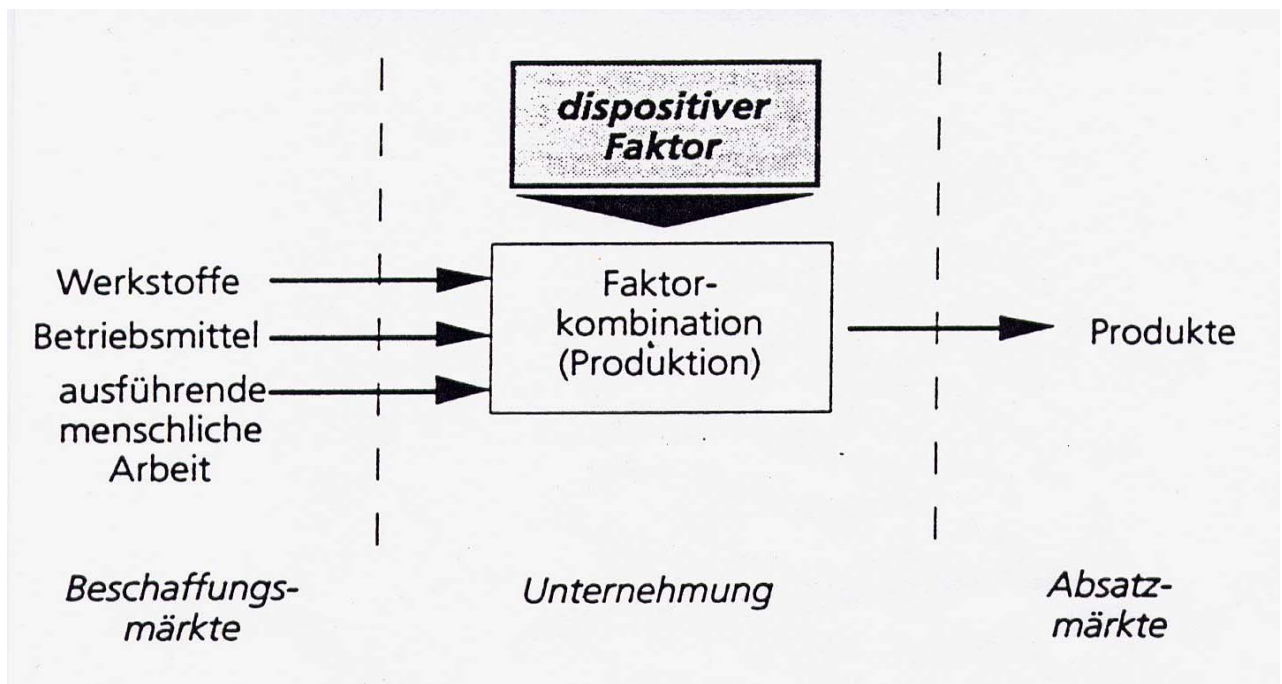 dispositiver
Faktor
Werkstoffe
Betriebsmittel
ausführende
menschliche
Arbeit
Faktor-
kombination
(Produktion)
Produkte
Beschaffungs-
märkte
Unternehmung
Absatz-
märkte